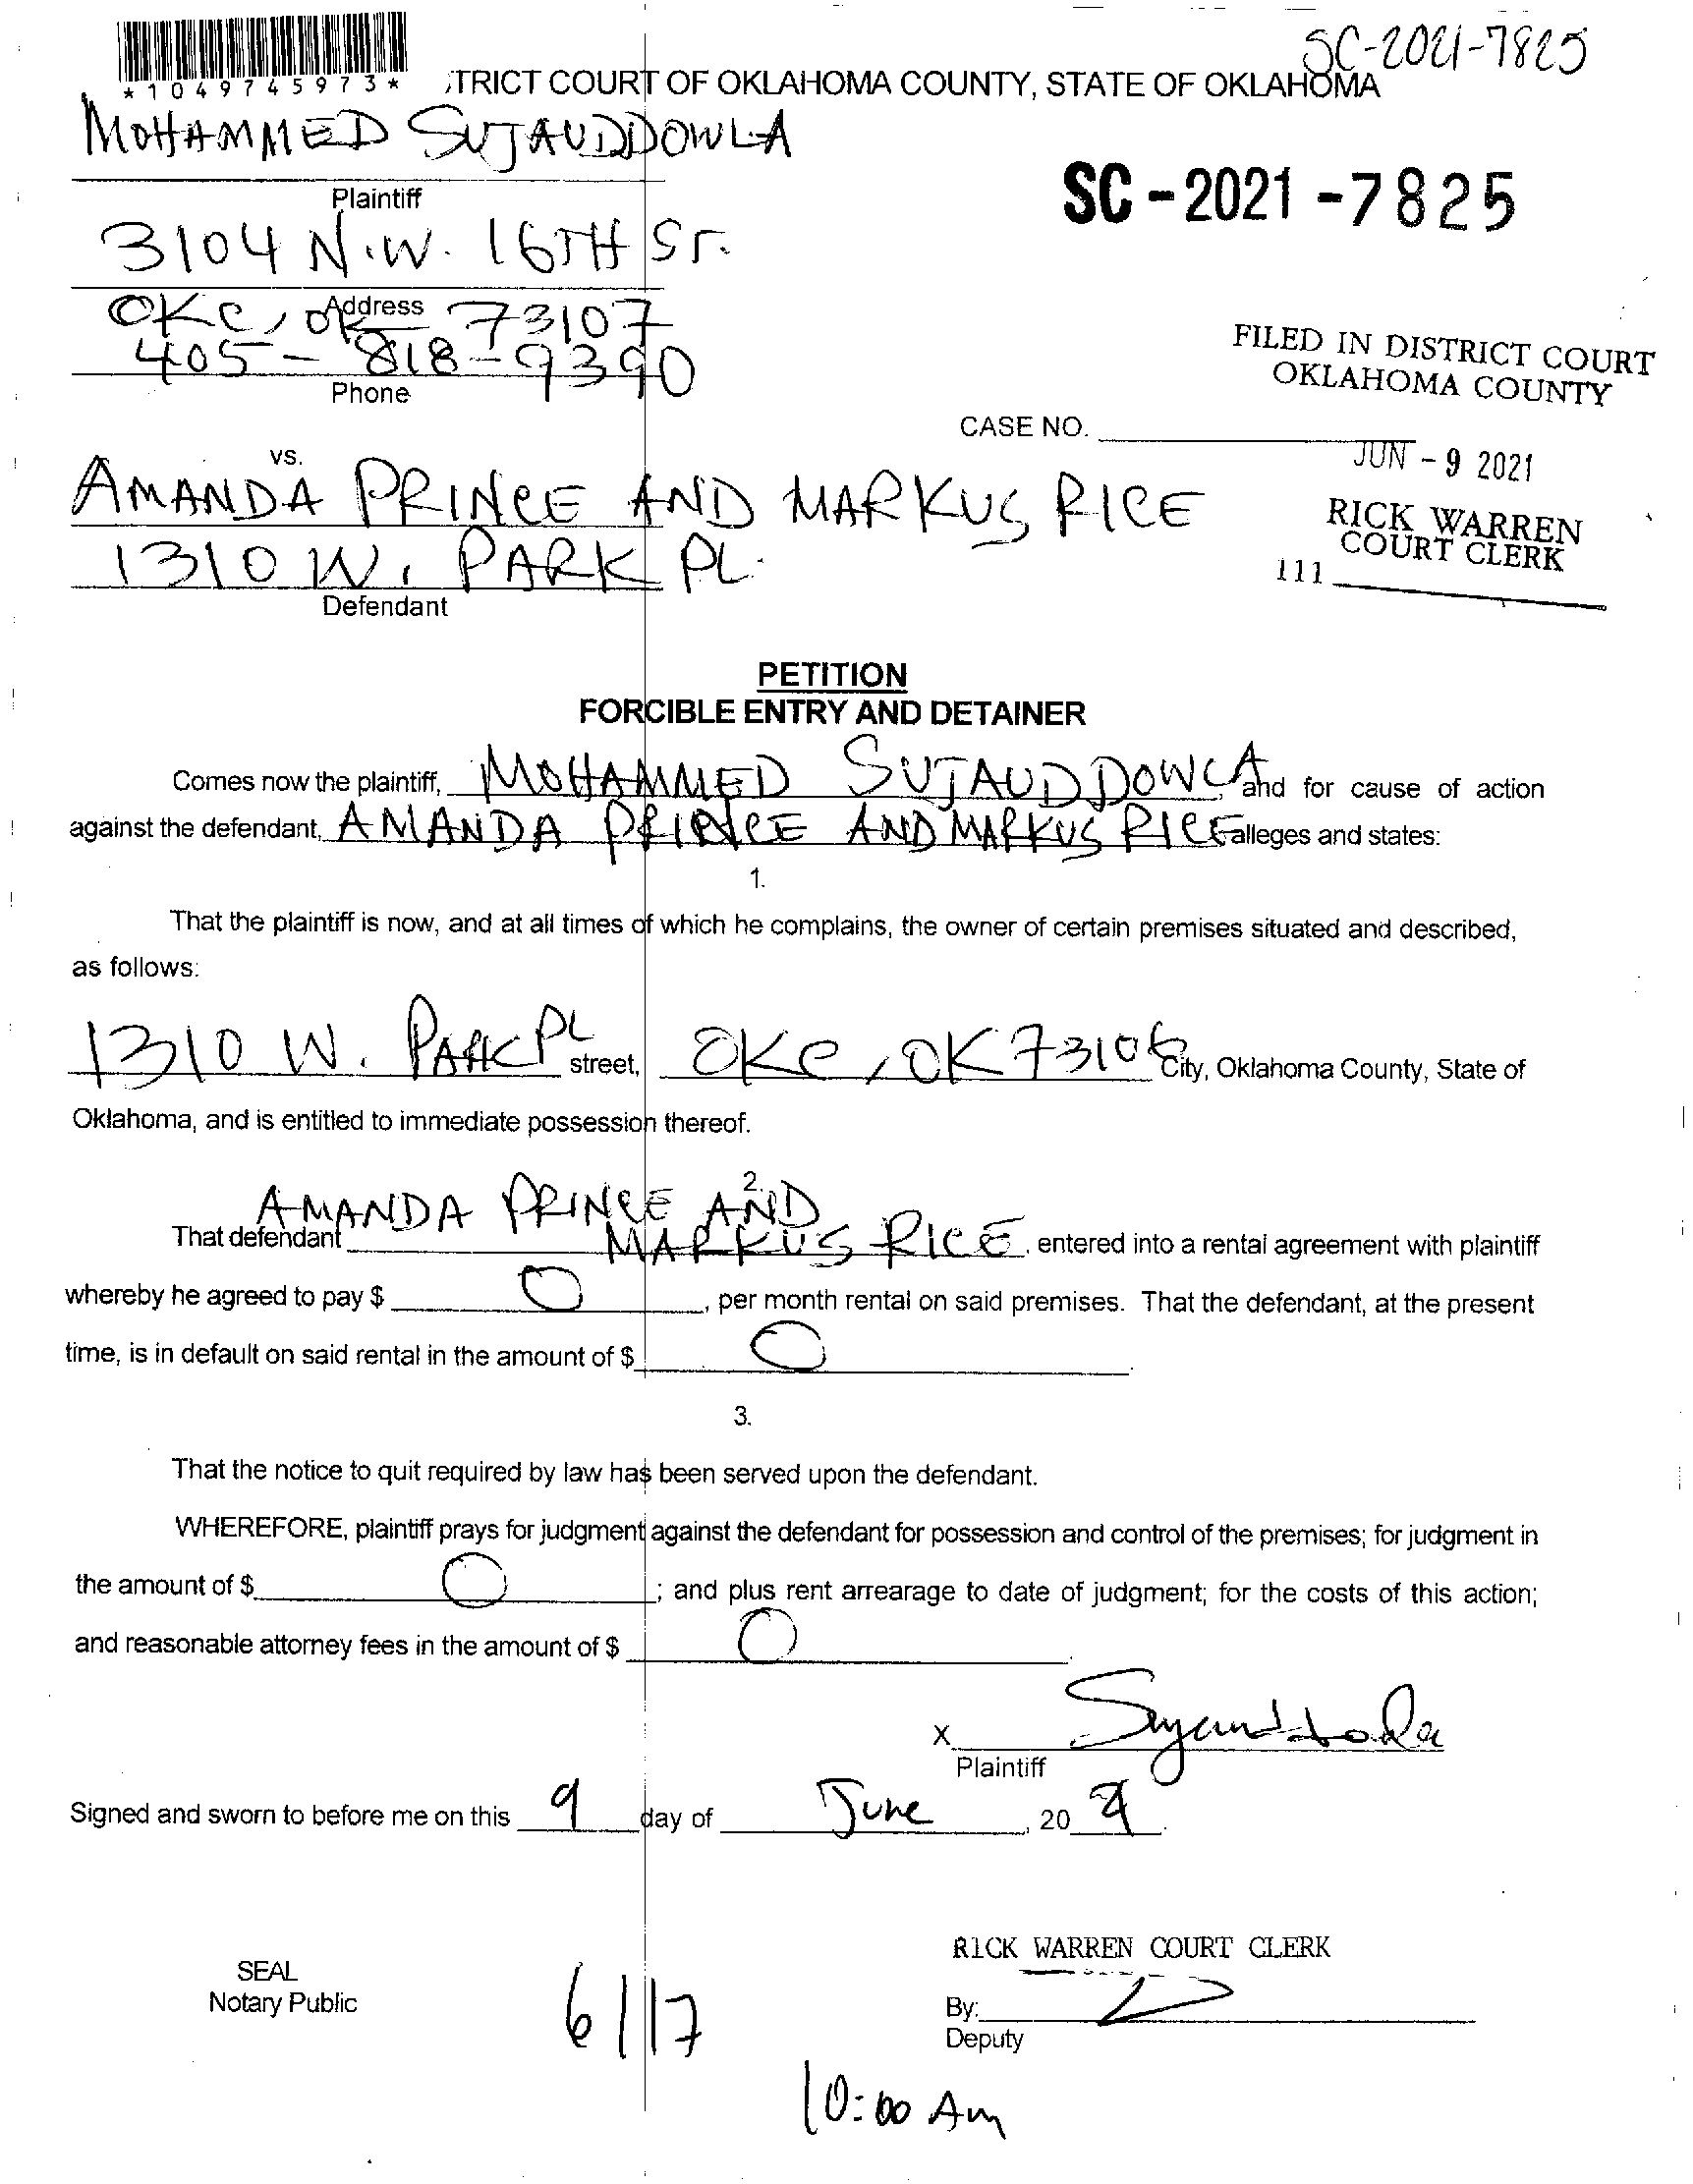 SC-2021-7825
*1049745973*
TRICT COURT OF OKLAHOMA COUNTY, STATE OF OKLAHOMA
MOHAMMED SUJAUDDOWLA
Plaintiff
SC-2021-7825
3104 N.W. 16TH ST.
Address
OKC, OK 73107
405-818-9390
Phone
FILED IN DISTRICT COURT
OKLAHOMA COUNTY
CASE NO.
JUN - 9 2021
vs.
AMANDA PRINCE AND MARKUS RICE
RICK WARREN
COURT CLERK
1310 W. PARK PL.
111
Defendant
PETITION
FORCIBLE ENTRY AND DETAINER
Comes now the plaintiff, MOHAMMED SUJAUDDOWLA and for cause of action
against the defendant, AMANDA PRINCE AND MARKUS RICE alleges and states:
1.
That the plaintiff is now, and at all times of which he complains, the owner of certain premises situated and described,
as follows:
1310 W. PARK PL street, OKC, OK 73106 City, Oklahoma County, State of
Oklahoma, and is entitled to immediate possession thereof.
2.
That defendant AMANDA PRINCE AND MARKUS RICE, entered into a rental agreement with plaintiff
whereby he agreed to pay $ 0, per month rental on said premises. That the defendant, at the present
time, is in default on said rental in the amount of $ 0.
3.
That the notice to quit required by law has been served upon the defendant.
WHEREFORE, plaintiff prays for judgment against the defendant for possession and control of the premises; for judgment in
the amount of $ 0; and plus rent arrearage to date of judgment; for the costs of this action;
and reasonable attorney fees in the amount of $ 0.
X Sujauddowla
Plaintiff
Signed and sworn to before me on this 9 day of June, 20 21.
RICK WARREN COURT CLERK
SEAL
Notary Public
6/17
By:
Deputy
10:00 Am